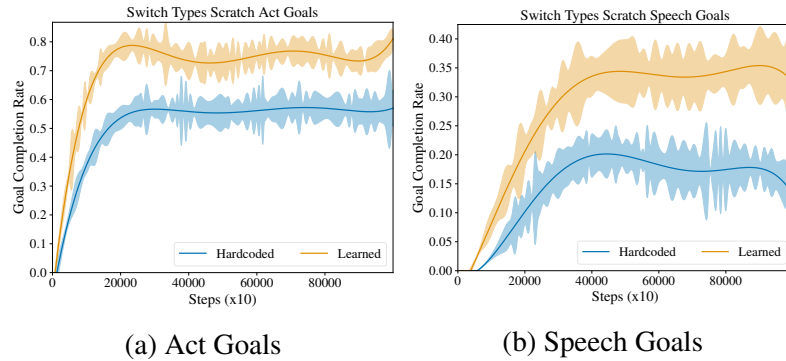 Switch Types Scratch Act Goals
Goal Completion Rate
0.8
0.7
0.6
0.5
0.4
0.3
0.2
0.1
0.0
Hardcoded Learned
0 20000 40000 60000 80000
Steps (x10)
(a) Act Goals
Switch Types Scratch Speech Goals
Goal Completion Rate
0.40
0.35
0.30
0.25
0.20
0.15
0.10
0.05
0.00
Hardcoded Learned
0 20000 40000 60000 80000
Steps (x10)
(b) Speech Goals